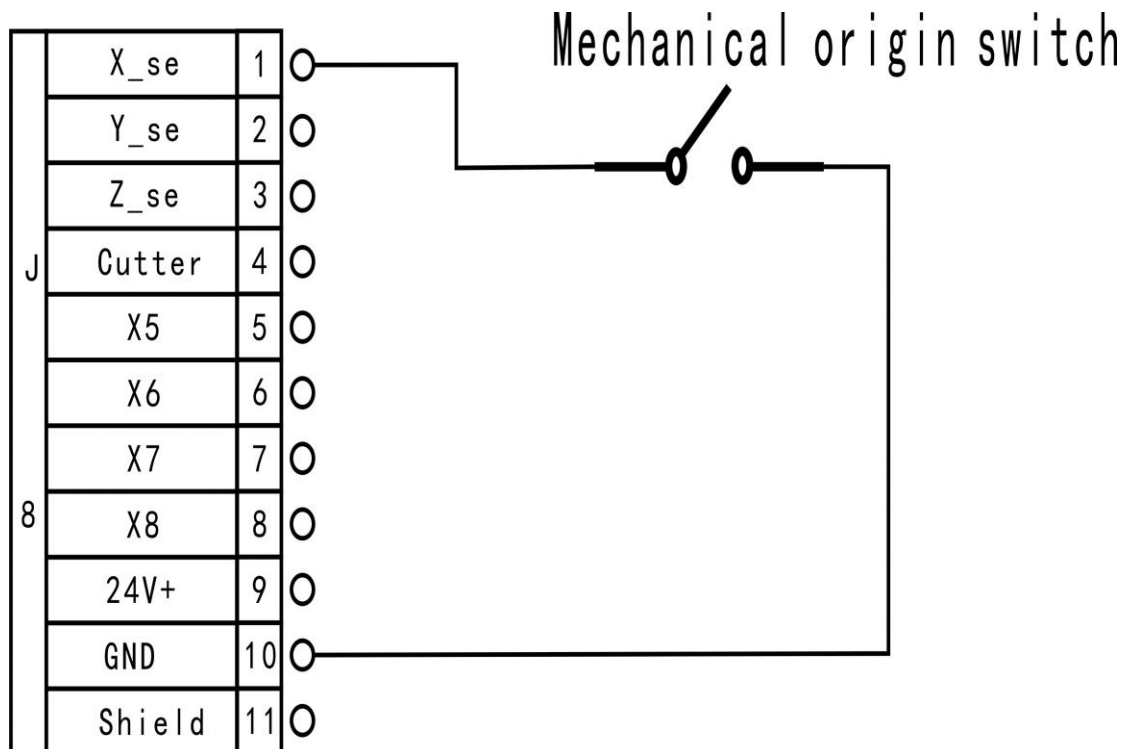 Mechanical origin switch
X_se 1
Y_se 2
Z_se 3
J Cutter 4
X5 5
X6 6
X7 7
8 X8 8
24V+ 9
GND 10
Shield 11